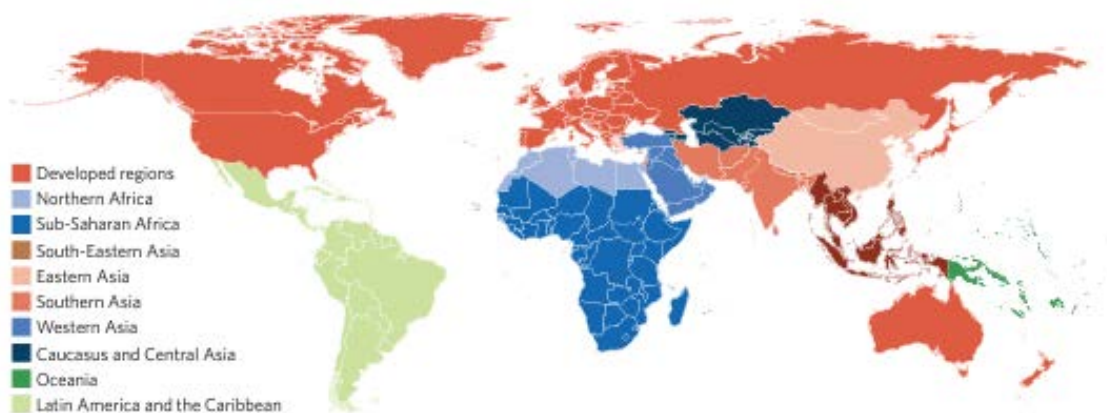 Developed regions
Northern Africa
Sub-Saharan Africa
South-Eastern Asia
Eastern Asia
Southern Asia
Western Asia
Caucasus and Central Asia
Oceania
Latin America and the Caribbean